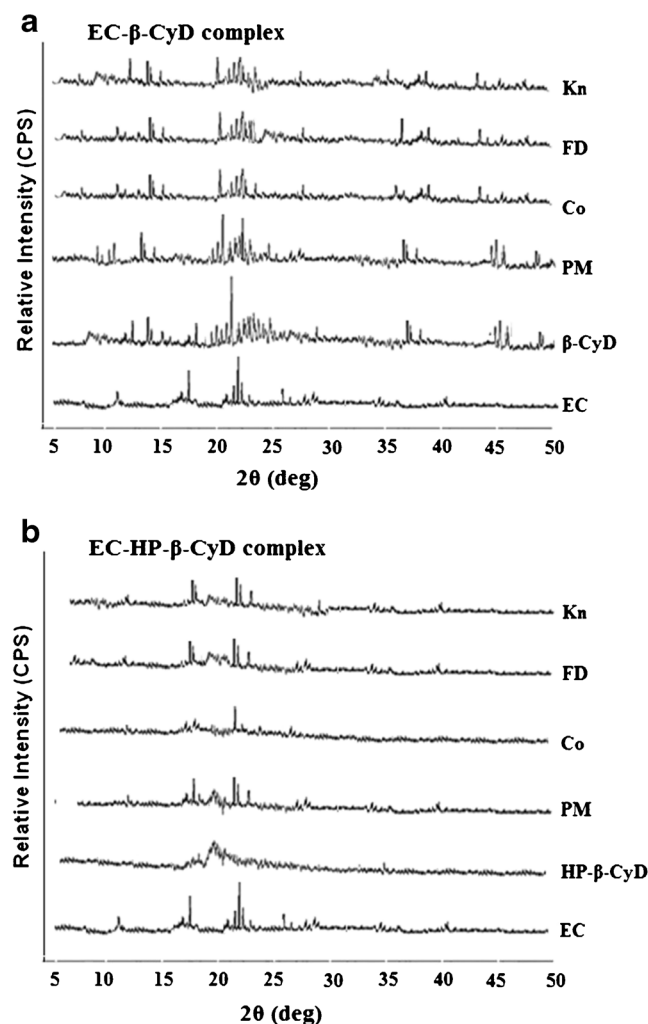 a
EC-β-CyD complex
Relative Intensity (CPS)
Kn
FD
Co
PM
β-CyD
EC
5 10 15 20 25 30 35 40 45 50
2θ (deg)
b
EC-HP-β-CyD complex
Relative Intensity (CPS)
Kn
FD
Co
PM
HP-β-CyD
EC
5 10 15 20 25 30 35 40 45 50
2θ (deg)